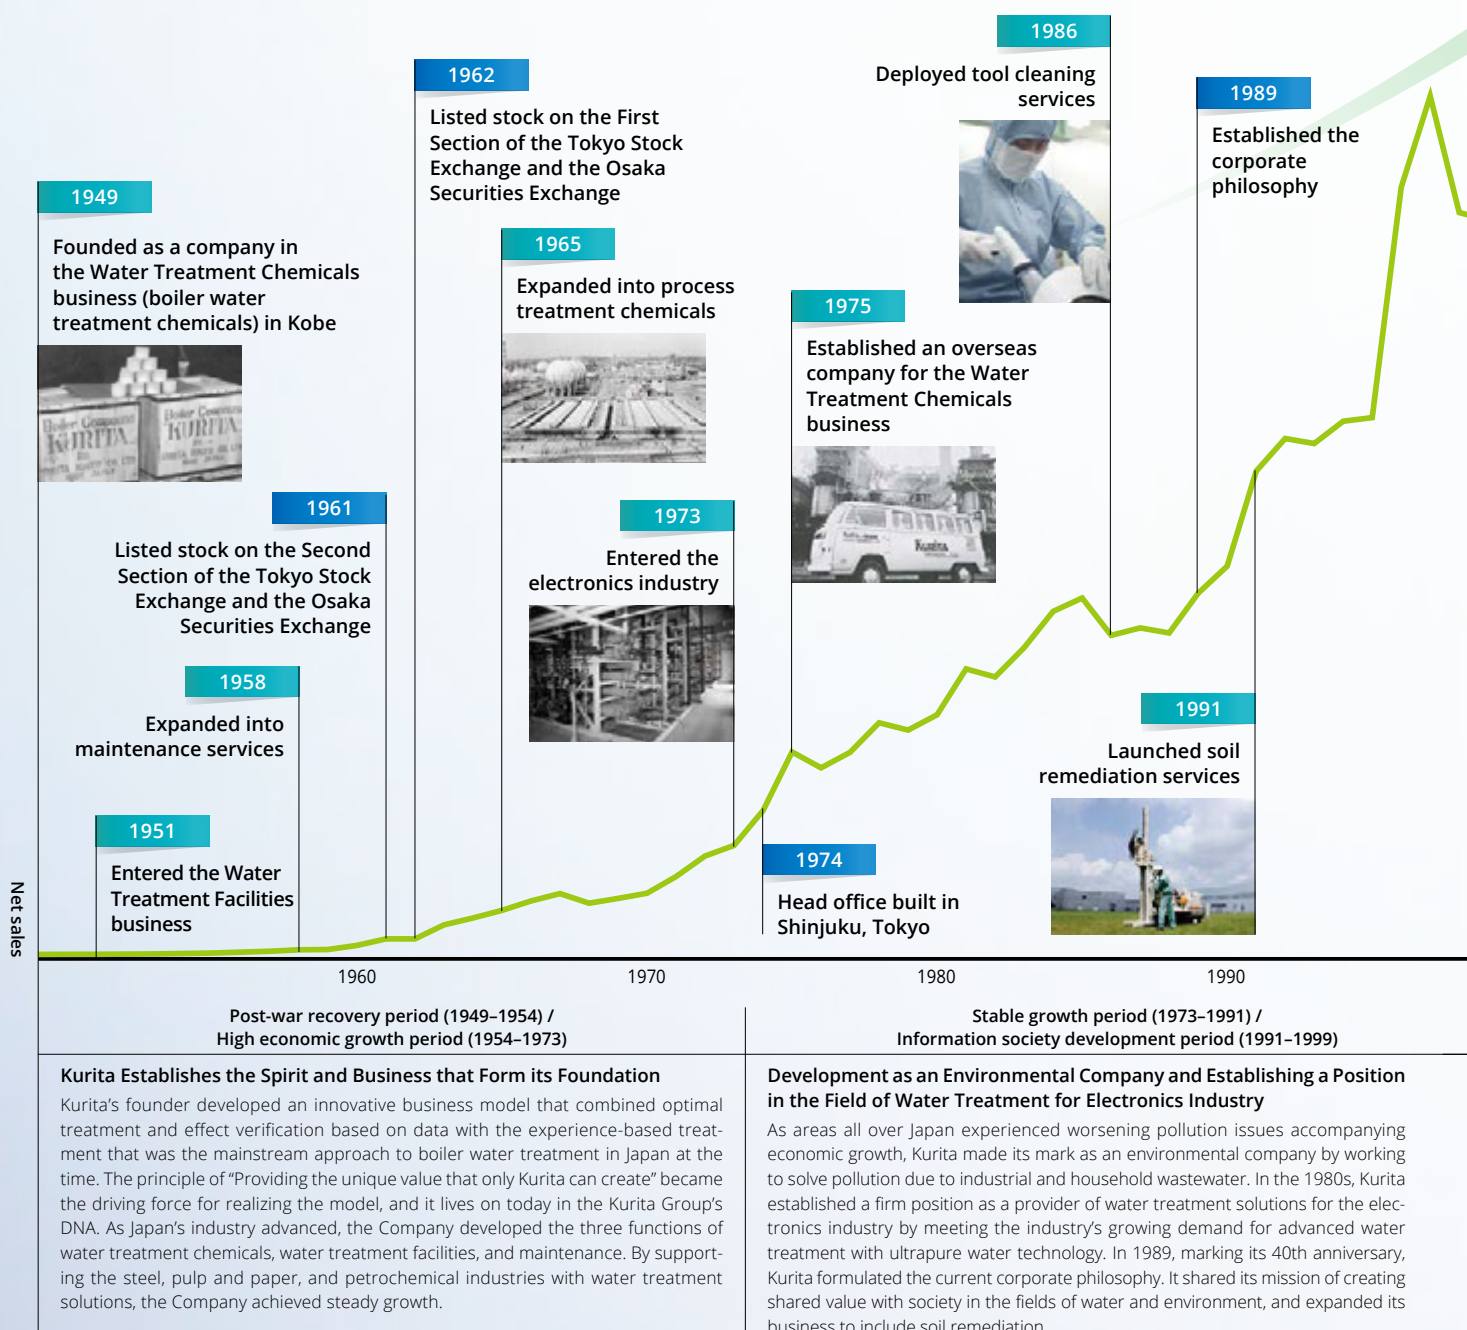 1986
Deployed tool cleaning
services
1962
Listed stock on the First
Section of the Tokyo Stock
Exchange and the Osaka
Securities Exchange
1989
Established the
corporate
philosophy
1949
Founded as a company in
the Water Treatment Chemicals
business (boiler water
treatment chemicals) in Kobe
Boiler Compound
KURITA
Boiler Compound
KURITA
1965
Expanded into process
treatment chemicals
1975
Established an overseas
company for the Water
Treatment Chemicals
business
Kurita
1961
Listed stock on the Second
Section of the Tokyo Stock
Exchange and the Osaka
Securities Exchange
1973
Entered the
electronics industry
1958
Expanded into
maintenance services
1991
Launched soil
remediation services
1951
Entered the Water
Treatment Facilities
business
1974
Head office built in
Shinjuku, Tokyo
Net sales
1960 1970 1980 1990
Post-war recovery period (1949–1954) /
High economic growth period (1954–1973)
Kurita Establishes the Spirit and Business that Form its Foundation
Kurita’s founder developed an innovative business model that combined optimal
treatment and effect verification based on data with the experience-based treat-
ment that was the mainstream approach to boiler water treatment in Japan at the
time. The principle of “Providing the unique value that only Kurita can create” became
the driving force for realizing the model, and it lives on today in the Kurita Group’s
DNA. As Japan’s industry advanced, the Company developed the three functions of
water treatment chemicals, water treatment facilities, and maintenance. By support-
ing the steel, pulp and paper, and petrochemical industries with water treatment
solutions, the Company achieved steady growth.
Stable growth period (1973–1991) /
Information society development period (1991–1999)
Development as an Environmental Company and Establishing a Position
in the Field of Water Treatment for Electronics Industry
As areas all over Japan experienced worsening pollution issues accompanying
economic growth, Kurita made its mark as an environmental company by working
to solve pollution due to industrial and household wastewater. In the 1980s, Kurita
established a firm position as a provider of water treatment solutions for the elec-
tronics industry by meeting the industry’s growing demand for advanced water
treatment with ultrapure water technology. In 1989, marking its 40th anniversary,
Kurita formulated the current corporate philosophy. It shared its mission of creating
shared value with society in the fields of water and environment, and expanded its
business to include soil remediation.